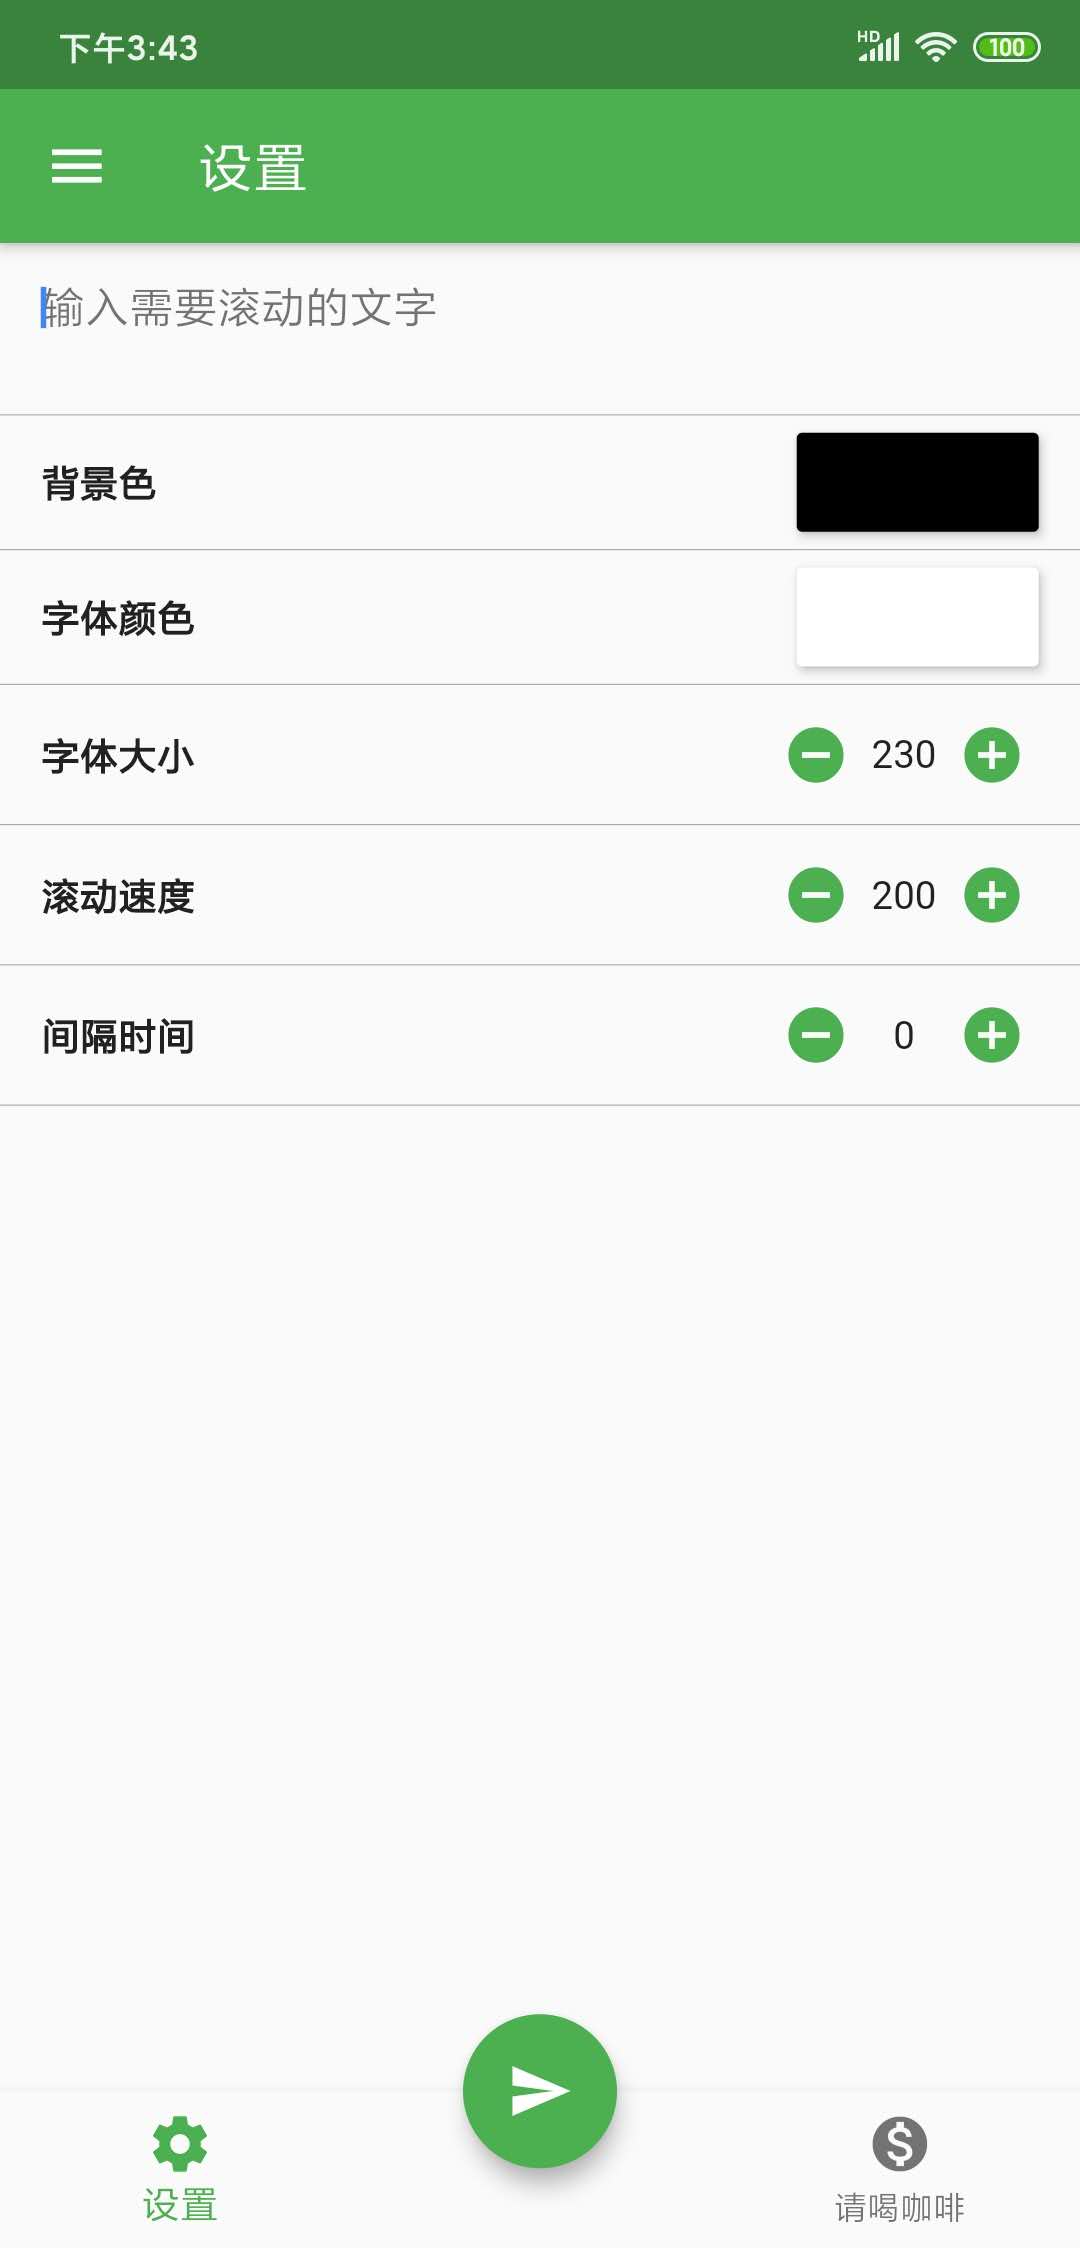 下午3:43 HD 100
设置
输入需要滚动的文字
背景色
字体颜色
字体大小 230
滚动速度 200
间隔时间 0
设置 请喝咖啡